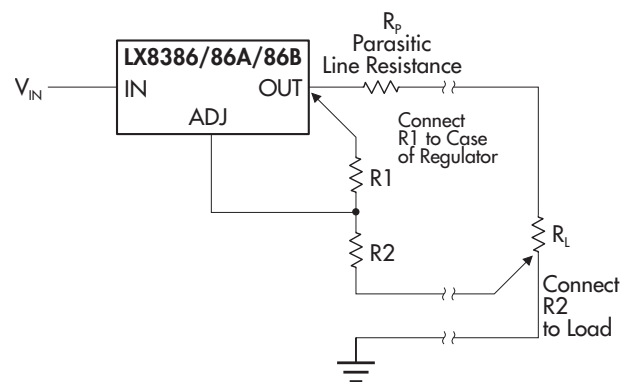 R_P
Parasitic
Line Resistance
LX8386/86A/86B
V_IN
IN
OUT
ADJ
Connect
R1 to Case
of Regulator
R1
R2
R_L
Connect
R2
to Load